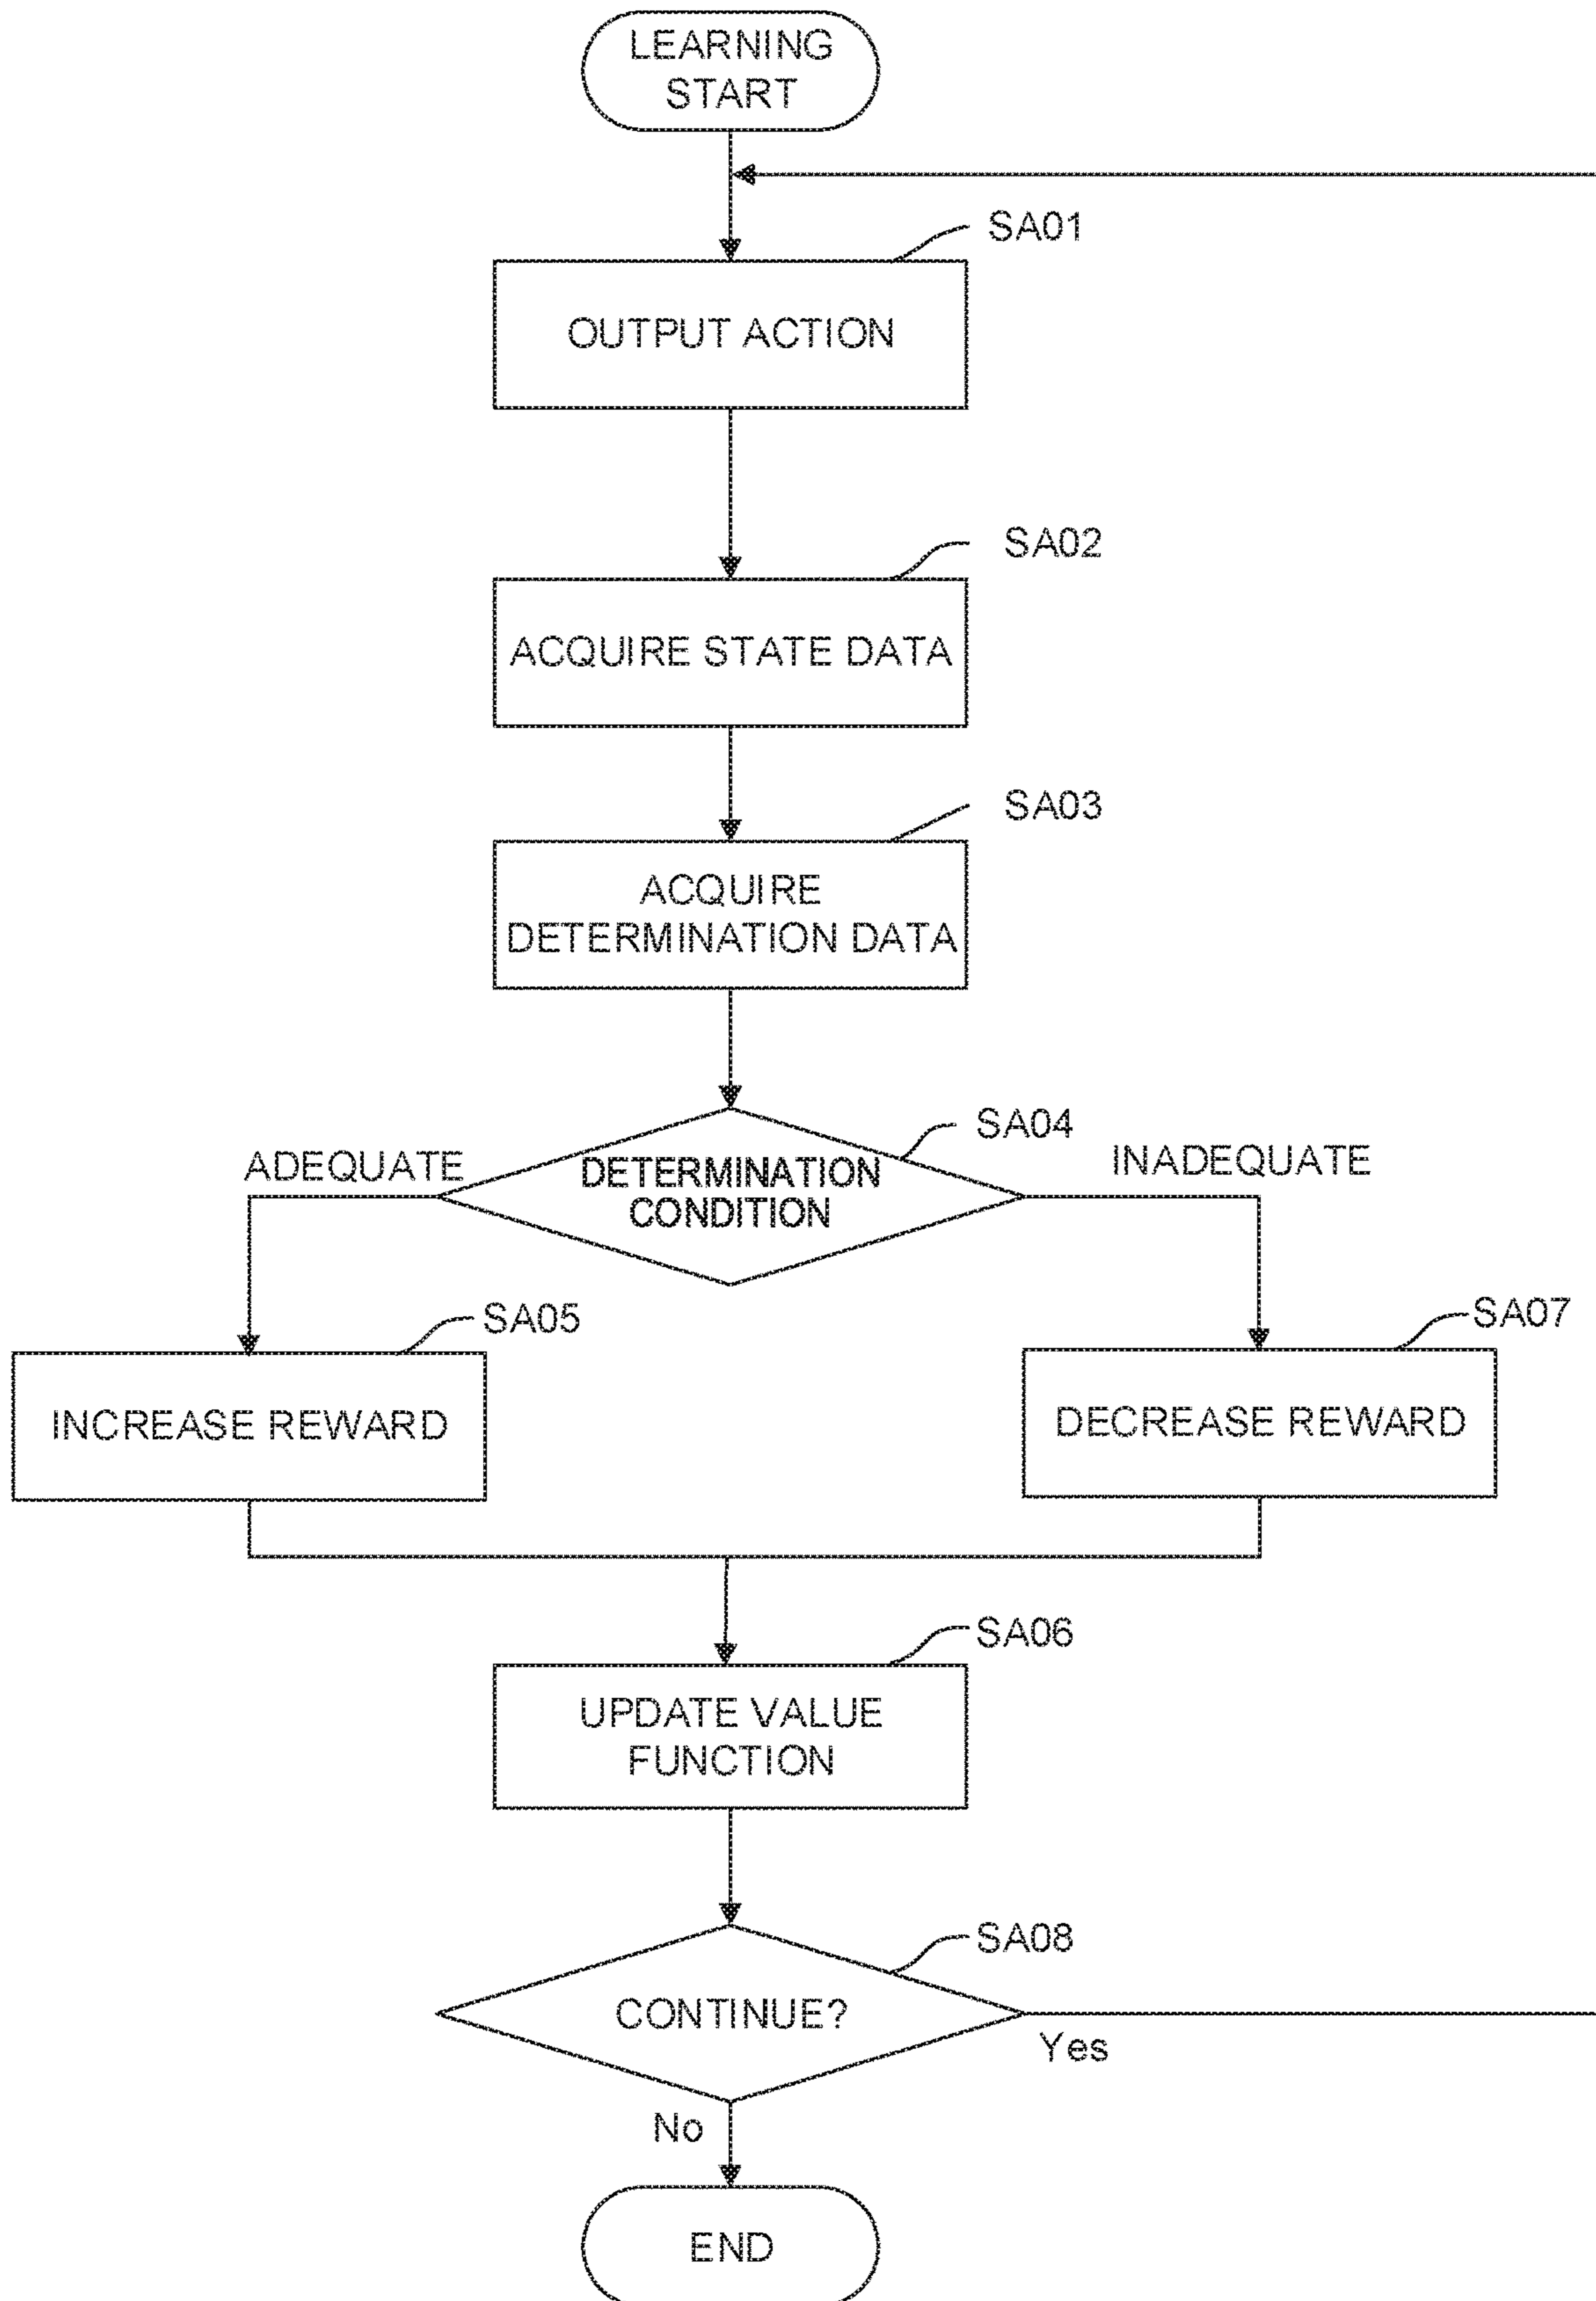 LEARNING
START
SA01
OUTPUT ACTION
SA02
ACQUIRE STATE DATA
SA03
ACQUIRE
DETERMINATION DATA
SA04
ADEQUATE
DETERMINATION
CONDITION
INADEQUATE
SA05
INCREASE REWARD
SA07
DECREASE REWARD
SA06
UPDATE VALUE
FUNCTION
SA08
CONTINUE?
Yes
No
END